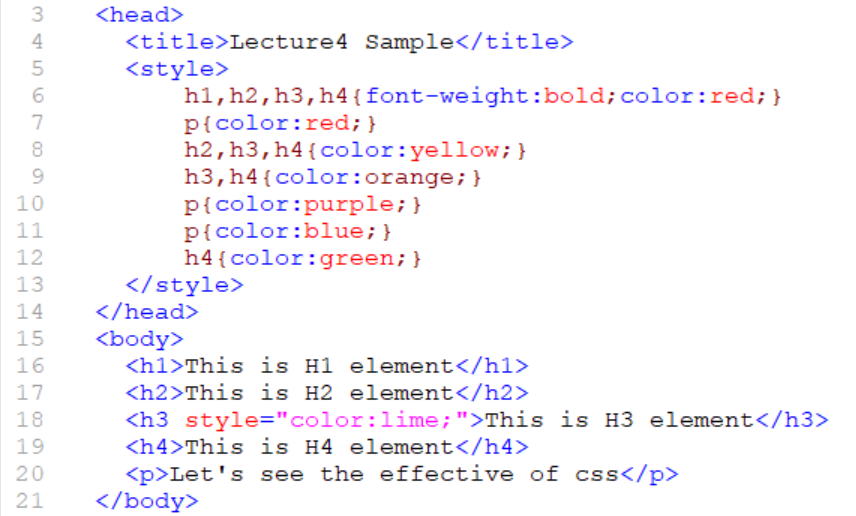 3 <head>
4 <title>Lecture4 Sample</title>
5 <style>
6 h1,h2,h3,h4{font-weight:bold;color:red;}
7 p{color:red;}
8 h2,h3,h4{color:yellow;}
9 h3,h4{color:orange;}
10 p{color:purple;}
11 p{color:blue;}
12 h4{color:green;}
13 </style>
14 </head>
15 <body>
16 <h1>This is H1 element</h1>
17 <h2>This is H2 element</h2>
18 <h3 style="color:lime;">This is H3 element</h3>
19 <h4>This is H4 element</h4>
20 <p>Let's see the effective of css</p>
21 </body>